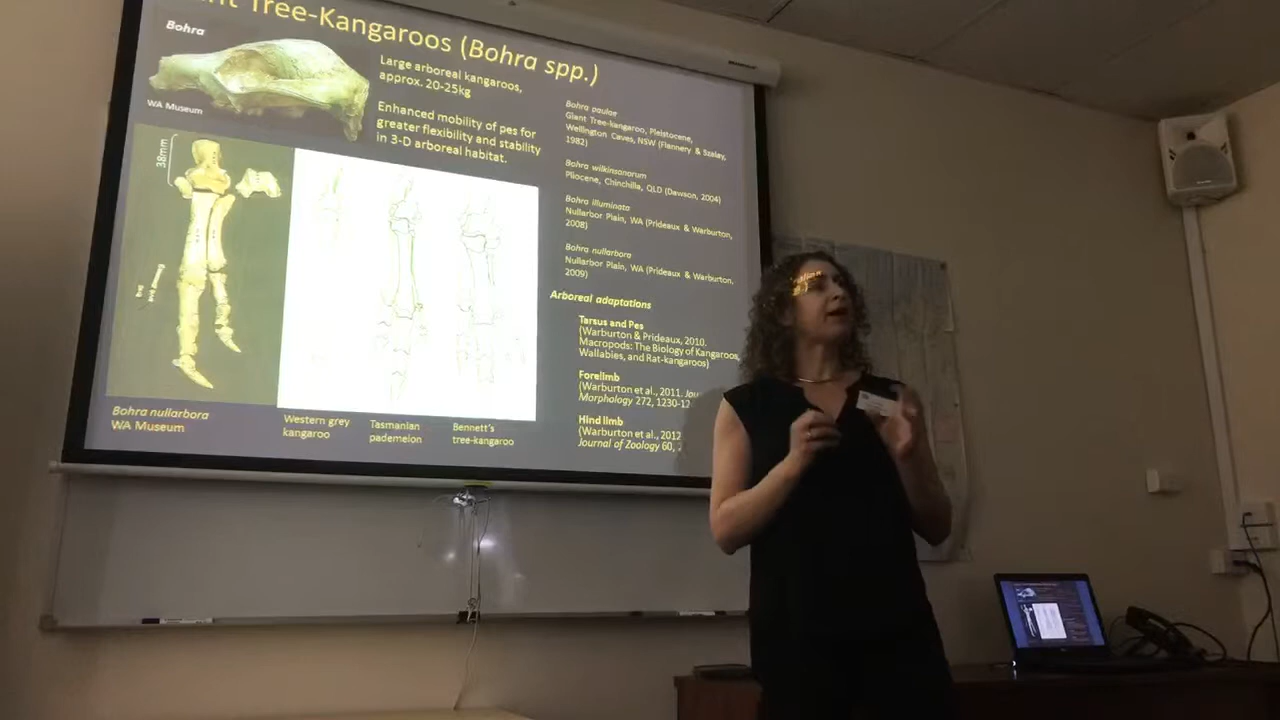 nt Tree-Kangaroos (Bohra spp.)
Bohra
WA Museum
Large arboreal kangaroos,
approx. 20-25kg
Enhanced mobility of pes for
greater flexibility and stability
in 3-D arboreal habitat.
38mm
Bohra nullarbora
WA Museum
Western grey
kangaroo
Tasmanian
pademelon
Bennett's
tree-kangaroo
Bohra paulae
Giant Tree-kangaroo, Pleistocene,
Wellington Caves, NSW (Flannery & Szalay,
1982)
Bohra wilkinsonorum
Pliocene, Chinchilla, QLD (Dawson, 2004)
Bohra illuminata
Nullarbor Plain, WA (Prideaux & Warburton,
2008)
Bohra nullarbora
Nullarbor Plain, WA (Prideaux & Warburton,
2009)
Arboreal adaptations
Tarsus and Pes
(Warburton & Prideaux, 2010.
Macropods: The Biology of Kangaroos,
Wallabies, and Rat-kangaroos)
Forelimb
(Warburton et al., 2011. Jou
Morphology 272, 1230-12
Hind limb
(Warburton et al., 2012
Journal of Zoology 60,